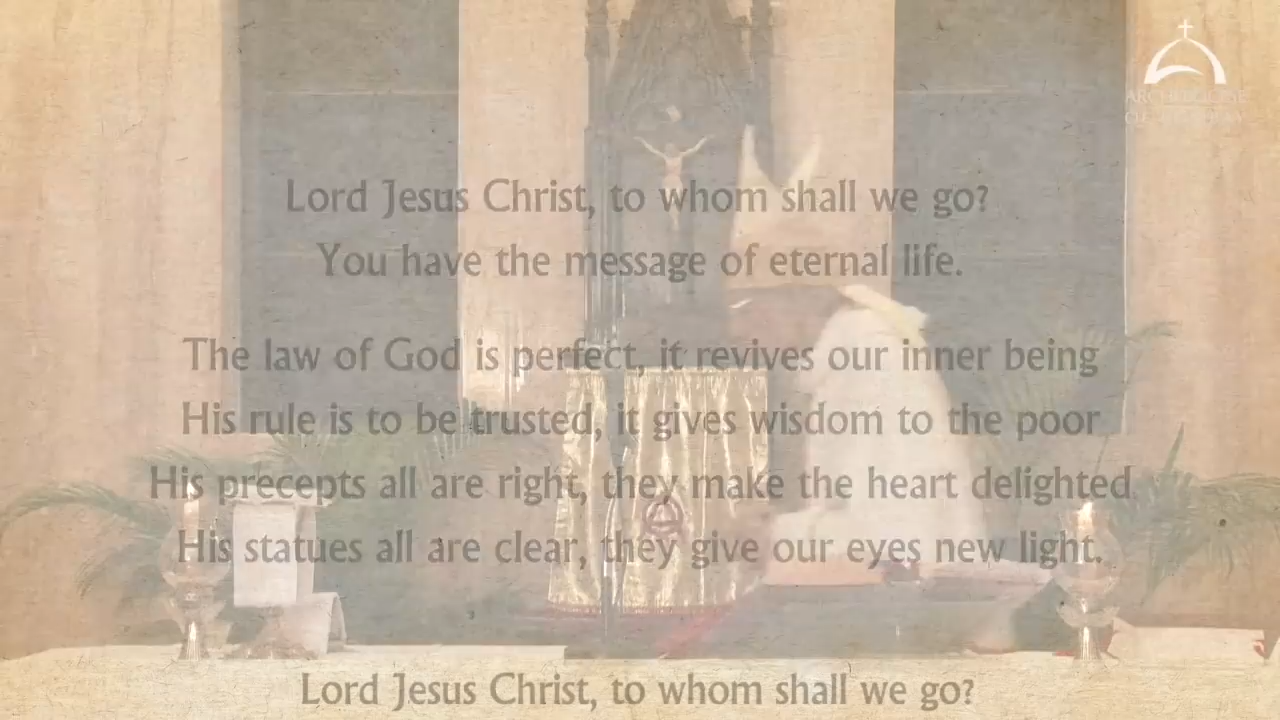 ARCHDIOCESE
Lord Jesus Christ, to whom shall we go?
You have the message of eternal life.
The law of God is perfect, it revives our inner being
His rule is to be trusted, it gives wisdom to the poor
His precepts all are right, they make the heart delighted
His statues all are clear, they give our eyes new light.
Lord Jesus Christ, to whom shall we go?